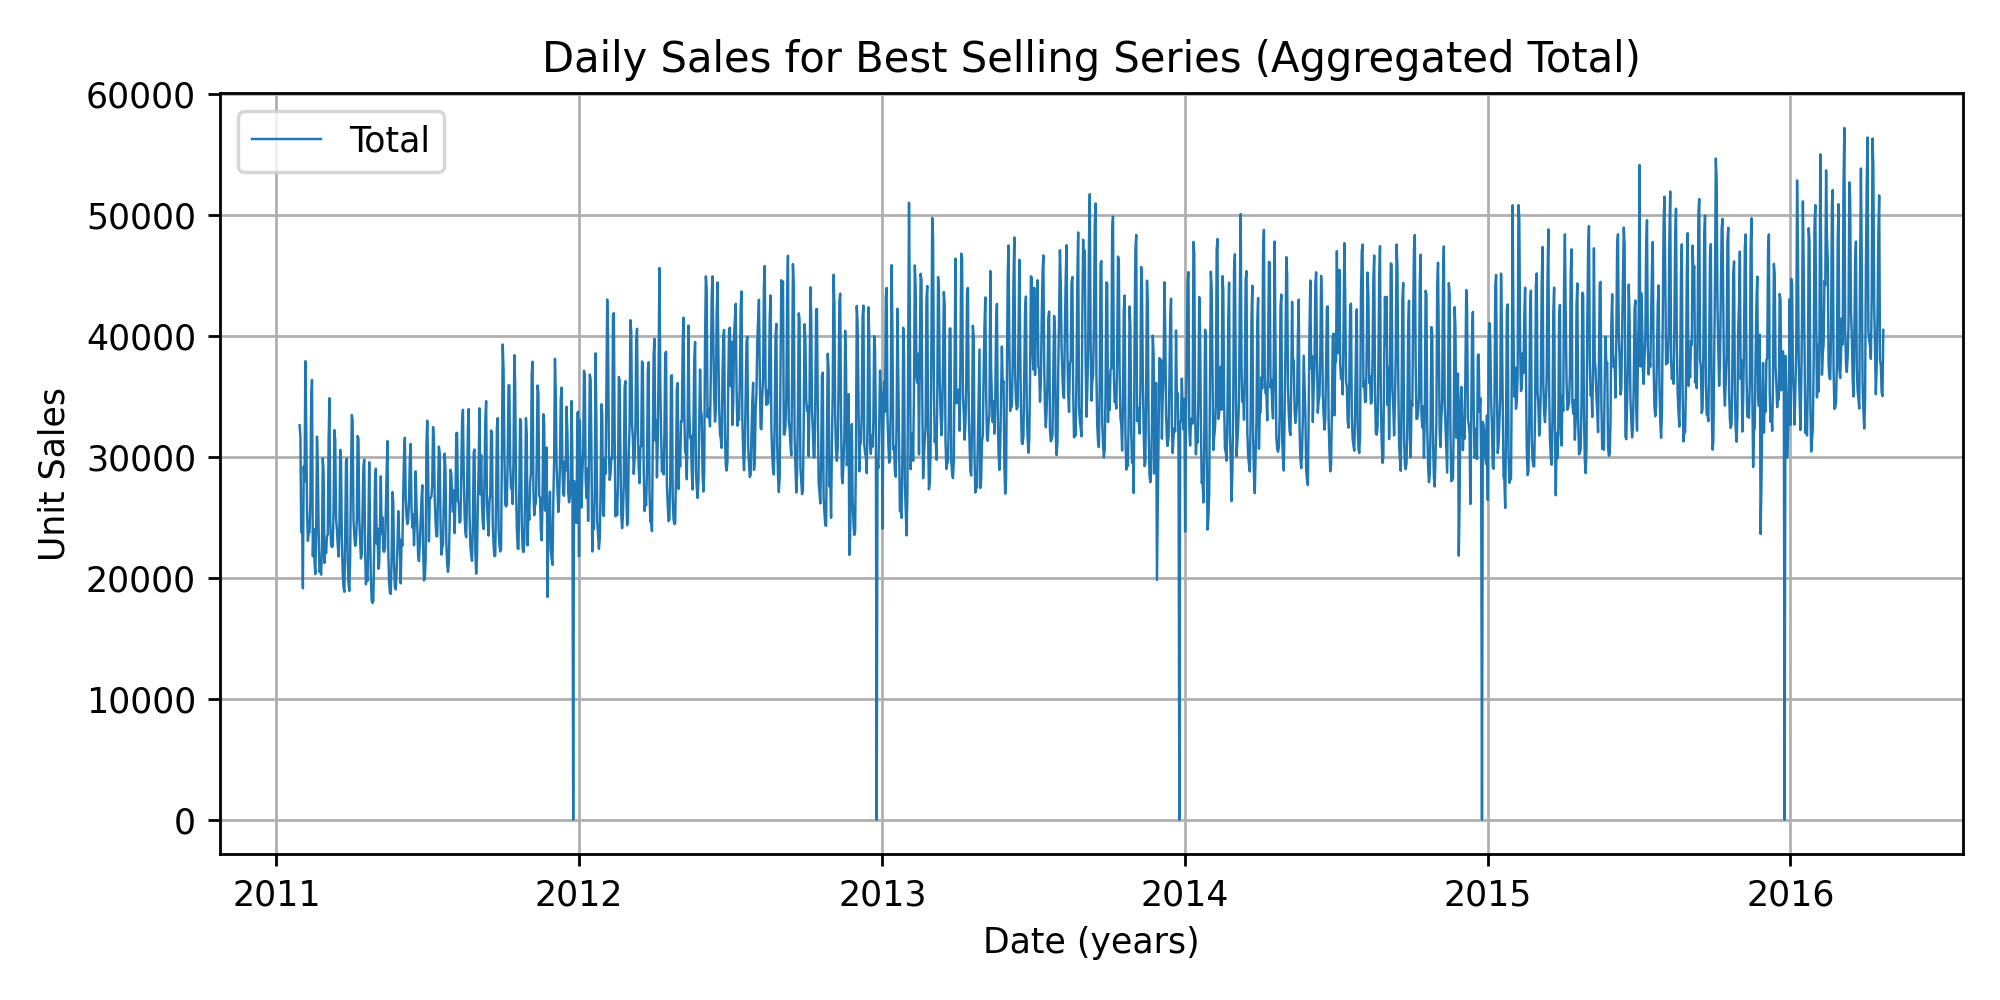 Daily Sales for Best Selling Series (Aggregated Total)
Total
60000
50000
40000
30000
20000
10000
0
Unit Sales
2011 2012 2013 2014 2015 2016
Date (years)